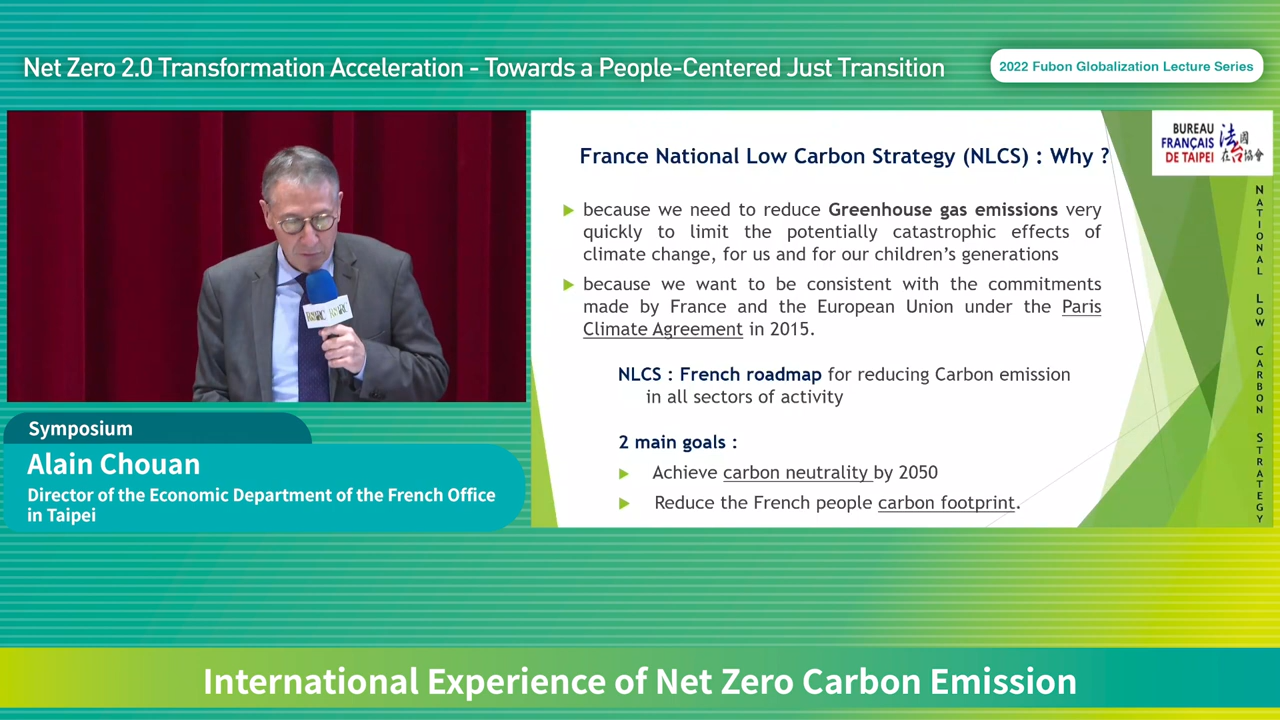 Net Zero 2.0 Transformation Acceleration - Towards a People-Centered Just Transition
2022 Fubon Globalization Lecture Series
BUREAU
FRANÇAIS
DE TAIPEI
法國
在台協會
France National Low Carbon Strategy (NLCS) : Why ?
because we need to reduce Greenhouse gas emissions very
quickly to limit the potentially catastrophic effects of
climate change, for us and for our children's generations
because we want to be consistent with the commitments
made by France and the European Union under the Paris
Climate Agreement in 2015.
NLCS : French roadmap for reducing Carbon emission
in all sectors of activity
2 main goals :
Achieve carbon neutrality by 2050
Reduce the French people carbon footprint.
NATIONAL LOW CARBON STRATEGY
Symposium
Alain Chouan
Director of the Economic Department of the French Office
in Taipei
International Experience of Net Zero Carbon Emission